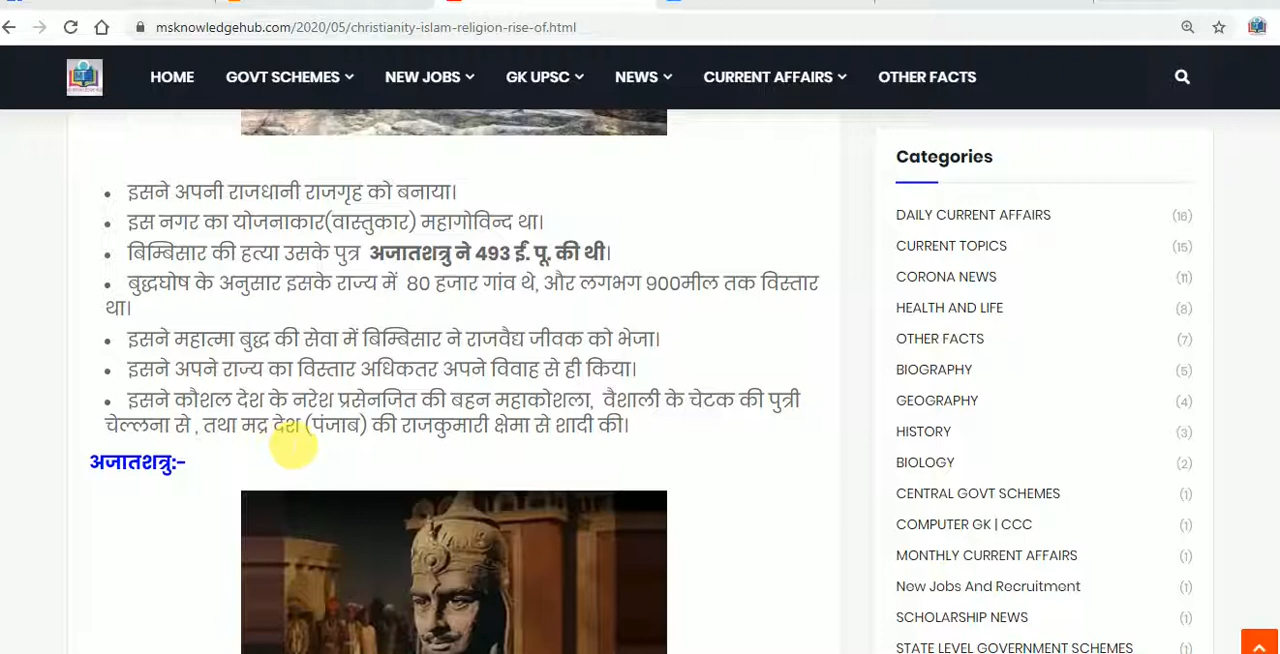 msknowledgehub.com/2020/05/christianity-islam-religion-rise-of.html
HOME GOVT SCHEMES NEW JOBS GK UPSC NEWS CURRENT AFFAIRS OTHER FACTS
• इसने अपनी राजधानी राजगृह को बनाया।
• इस नगर का योजनाकार(वास्तुकार) महागोविन्द था।
• बिम्बिसार की हत्या उसके पुत्र अजातशत्रु ने 493 ईं. पू. की थी।
• बुद्धघोष के अनुसार इसके राज्य में 80 हजार गांव थे, और लगभग 900मील तक विस्तार
था।
• इसने महात्मा बुद्ध की सेवा में बिम्बिसार ने राजवैद्य जीवक को भेजा।
• इसने अपने राज्य का विस्तार अधिकतर अपने विवाह से ही किया।
• इसने कौशल देश के नरेश प्रसेनजित की बहन महाकोशला, वैशाली के चेटक की पुत्री
चेल्लना से , तथा मद्र देश (पंजाब) की राजकुमारी क्षेमा से शादी की।
अजातशत्रु:-
Categories
DAILY CURRENT AFFAIRS (16)
CURRENT TOPICS (15)
CORONA NEWS (11)
HEALTH AND LIFE (8)
OTHER FACTS (7)
BIOGRAPHY (5)
GEOGRAPHY (4)
HISTORY (3)
BIOLOGY (2)
CENTRAL GOVT SCHEMES (1)
COMPUTER GK | CCC (1)
MONTHLY CURRENT AFFAIRS (1)
New Jobs And Recruitment (1)
SCHOLARSHIP NEWS (1)
STATE LEVEL GOVERNMENT SCHEMES (1)